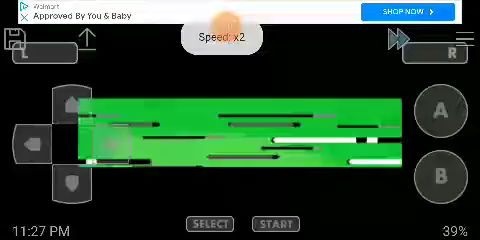 Walmart
Approved By You & Baby
SHOP NOW
Speed: x2
L
R
A
B
SELECT
START
11:27 PM
39%